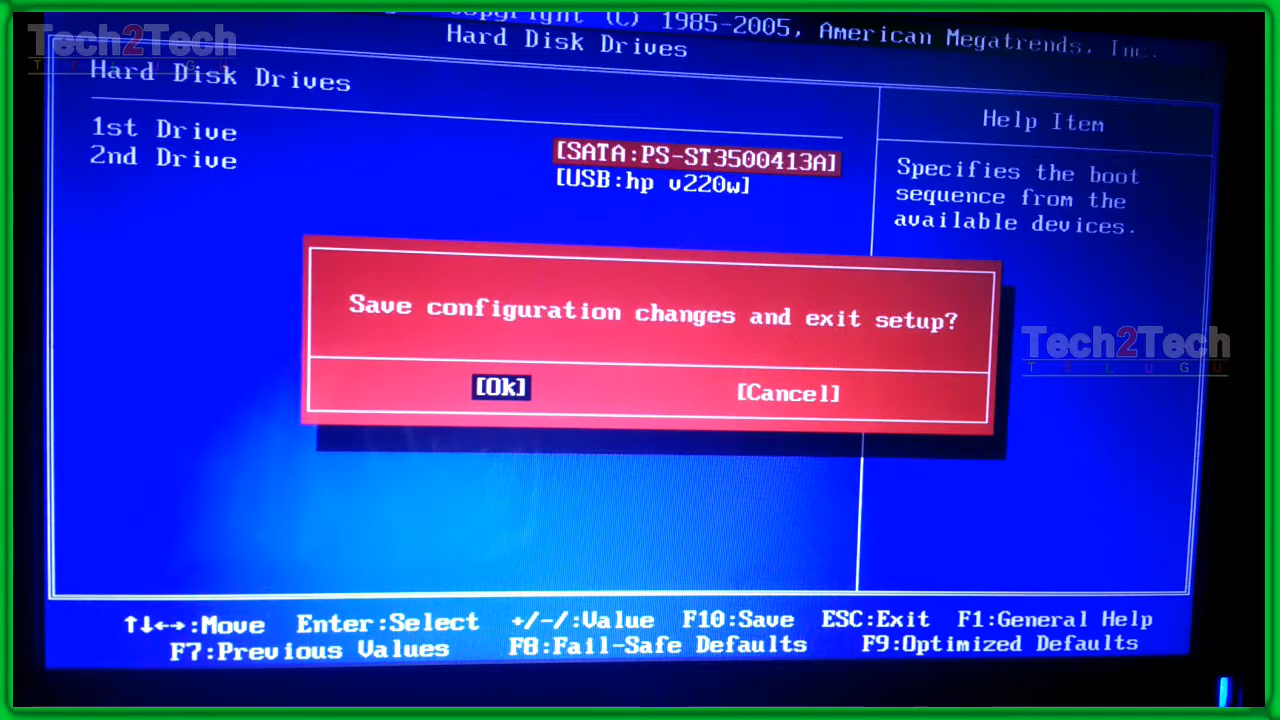 Copyright (C) 1985-2005, American Megatrends, Inc.
Hard Disk Drives
Tech2Tech
TELUGU
Hard Disk Drives
Help Item
1st Drive [SATA:PS-ST3500413A]
2nd Drive [USB:hp v220w]
Specifies the boot
sequence from the
available devices.
Save configuration changes and exit setup?
[Ok] [Cancel]
Tech2Tech
TELUGU
↑↓←→:Move Enter:Select +/-/:Value F10:Save ESC:Exit F1:General Help
F7:Previous Values F8:Fail-Safe Defaults F9:Optimized Defaults